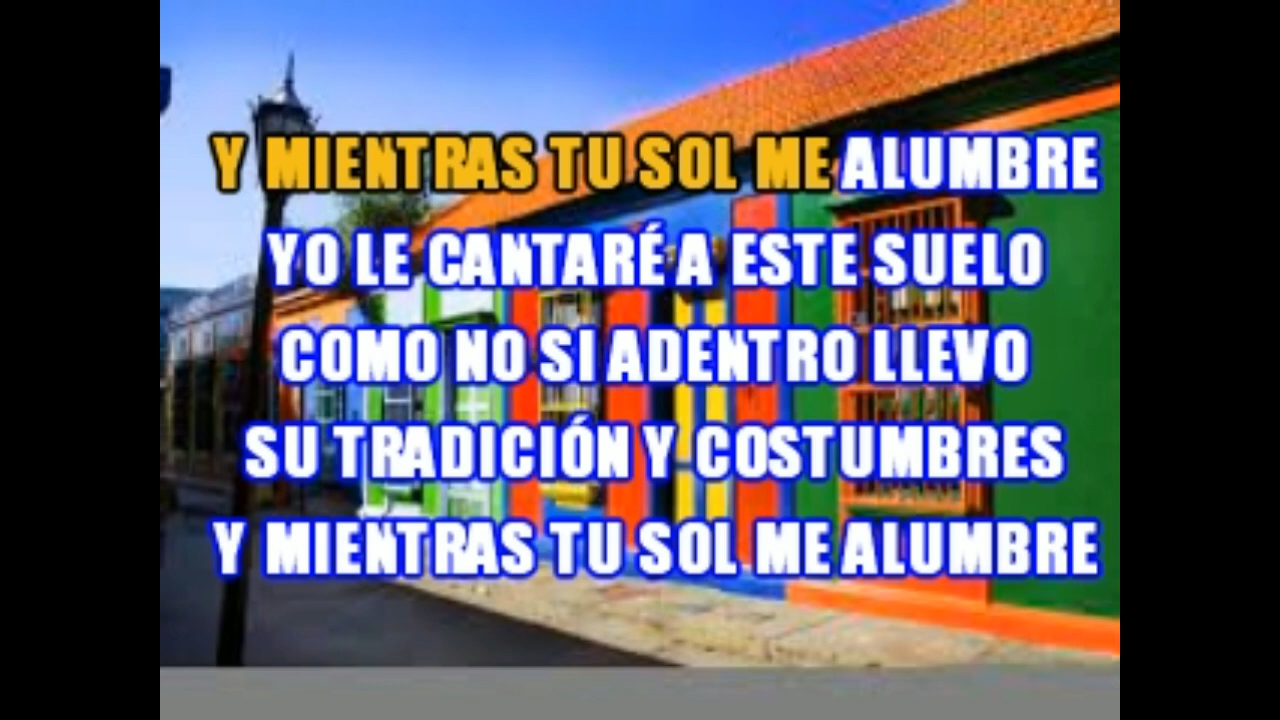 Y MIENTRAS TU SOL ME ALUMBRE
YO LE CANTARÉ A ESTE SUELO
COMO NO SI ADENTRO LLEVO
SU TRADICIÓN Y COSTUMBRES
Y MIENTRAS TU SOL ME ALUMBRE